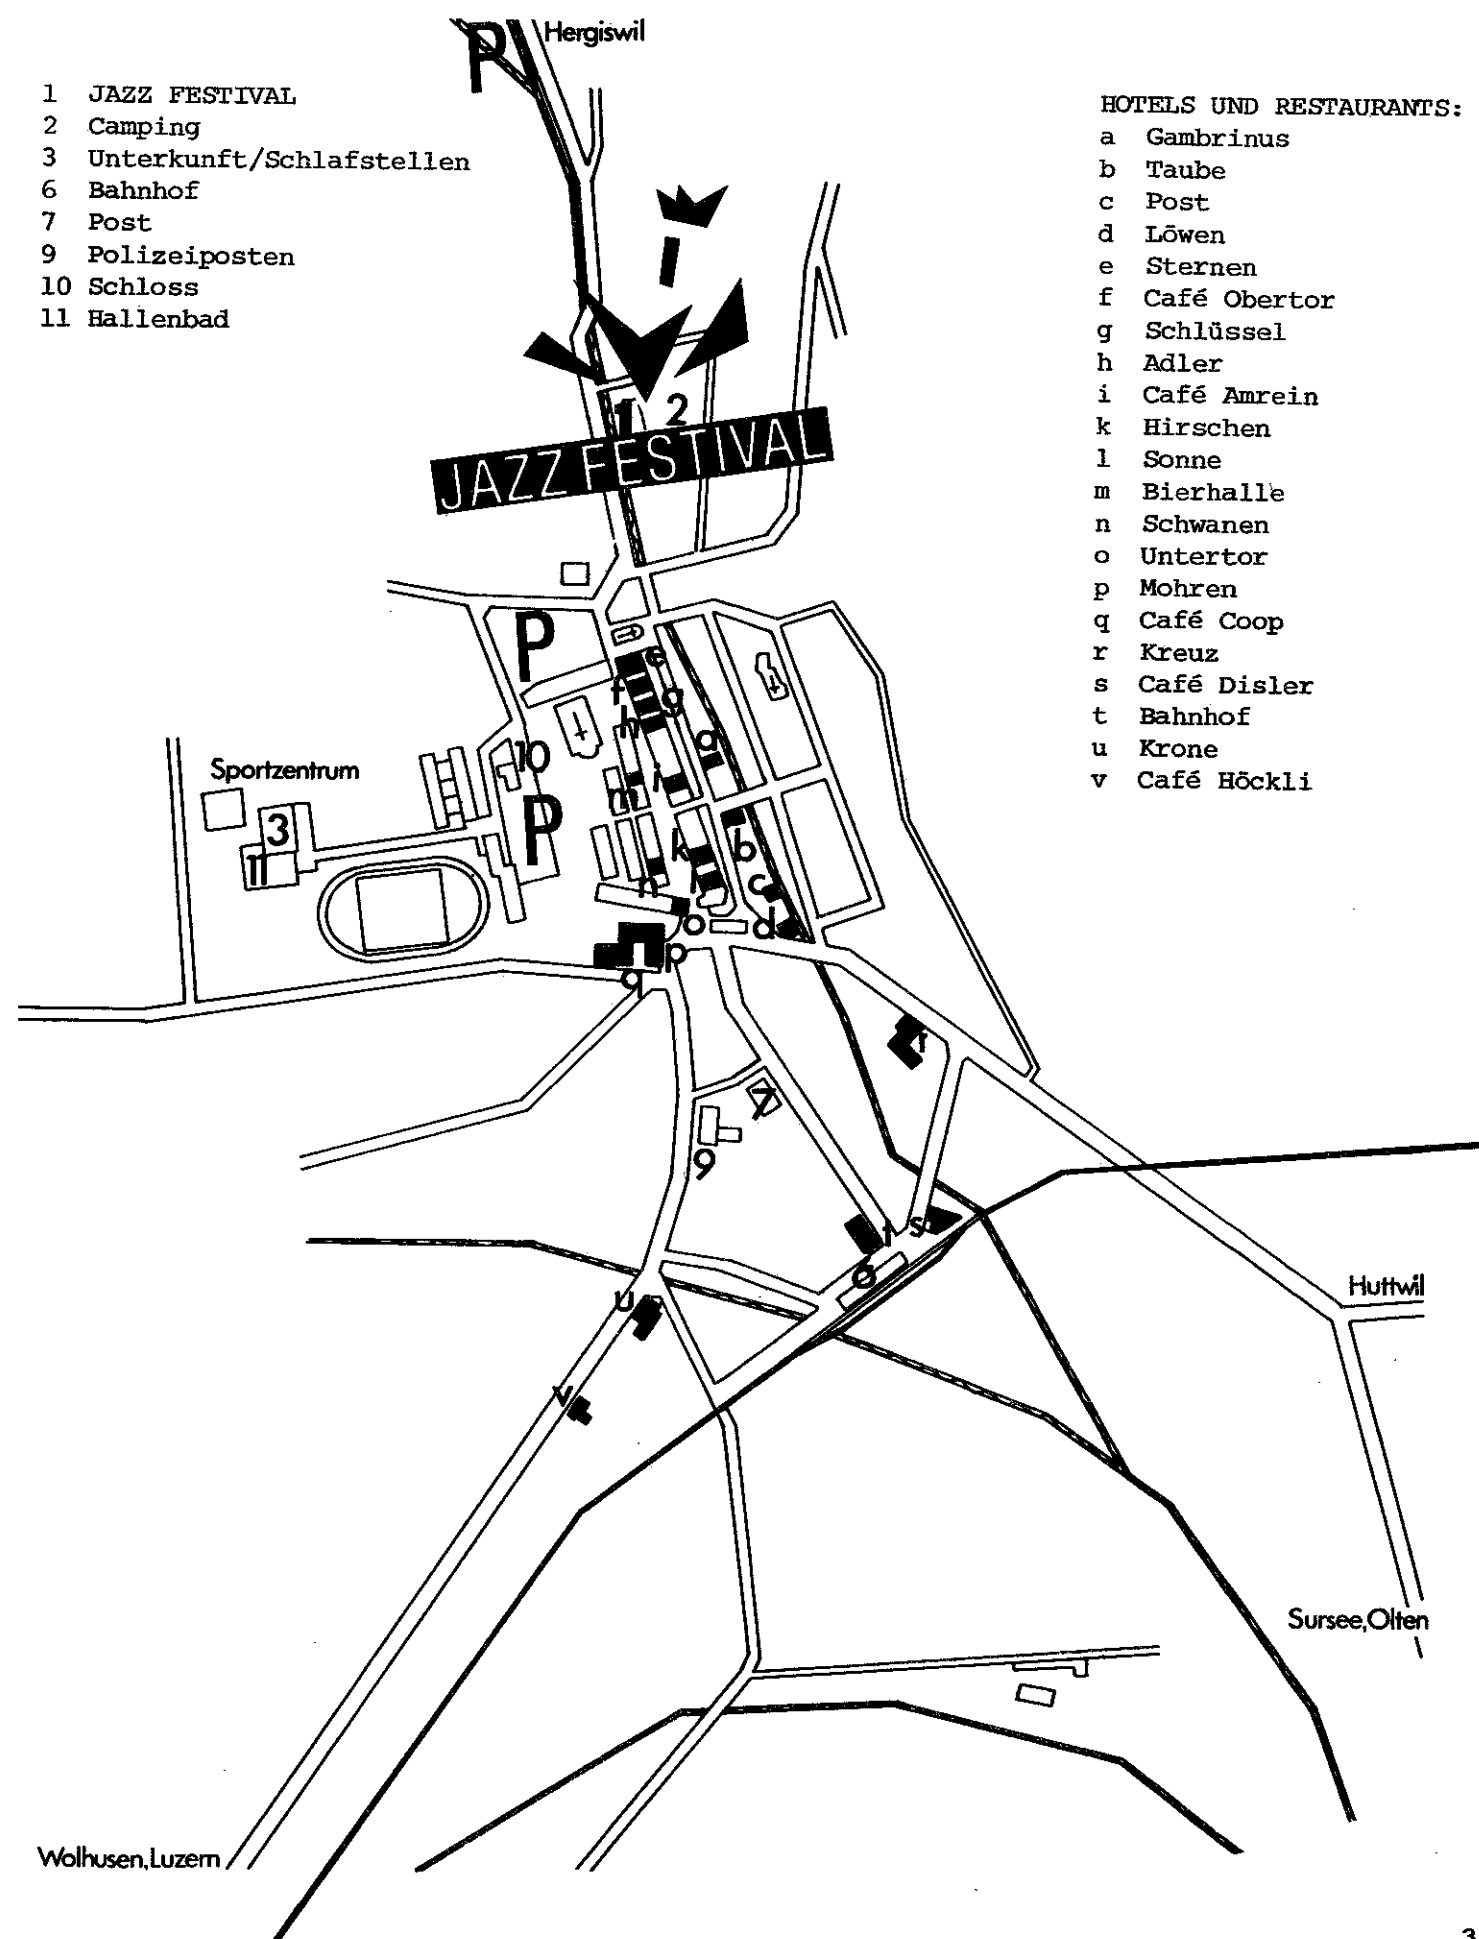 P
Hergiswil
1 JAZZ FESTIVAL
2 Camping
3 Unterkunft/Schlafstellen
6 Bahnhof
7 Post
9 Polizeiposten
10 Schloss
11 Hallenbad
HOTELS UND RESTAURANTS:
a Gambrinus
b Taube
c Post
d Löwen
e Sternen
f Café Obertor
g Schlüssel
h Adler
i Café Amrein
k Hirschen
l Sonne
m Bierhalle
n Schwanen
o Untertor
p Mohren
q Café Coop
r Kreuz
s Café Disler
t Bahnhof
u Krone
v Café Höckli
1 2
JAZZ FESTIVAL
P
e
f g
h
a
10
Sportzentrum
i
m
P
3
11
k b
n l c
o d
p
q
r
7
9
t s
6
u
Huttwil
v
Sursee,Olten
Wolhusen,Luzern
3